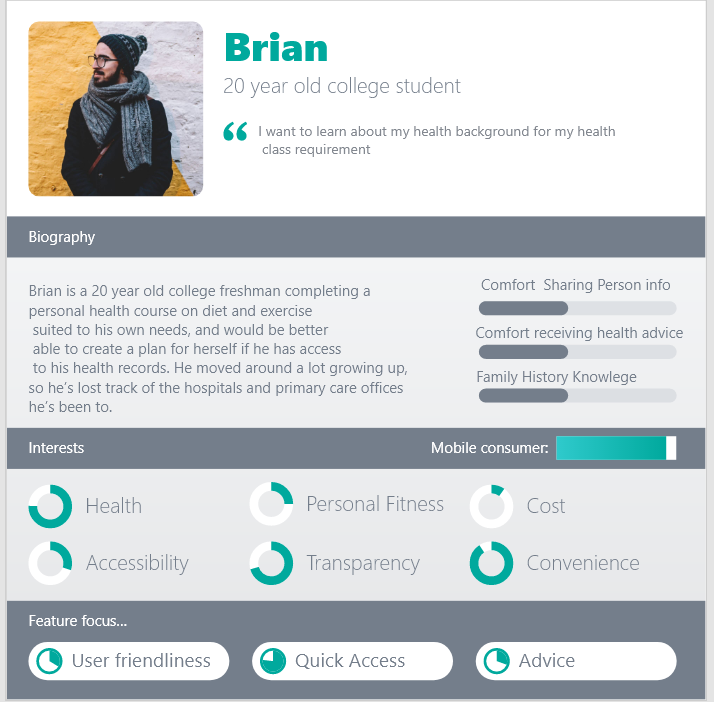 Brian
20 year old college student
“ I want to learn about my health background for my health
class requirement
Biography
Brian is a 20 year old college freshman completing a
personal health course on diet and exercise
suited to his own needs, and would be better
able to create a plan for herself if he has access
to his health records. He moved around a lot growing up,
so he’s lost track of the hospitals and primary care offices
he’s been to.
Comfort Sharing Person info
Comfort receiving health advice
Family History Knowlege
Interests
Mobile consumer:
Health
Personal Fitness
Cost
Accessibility
Transparency
Convenience
Feature focus...
User friendliness
Quick Access
Advice